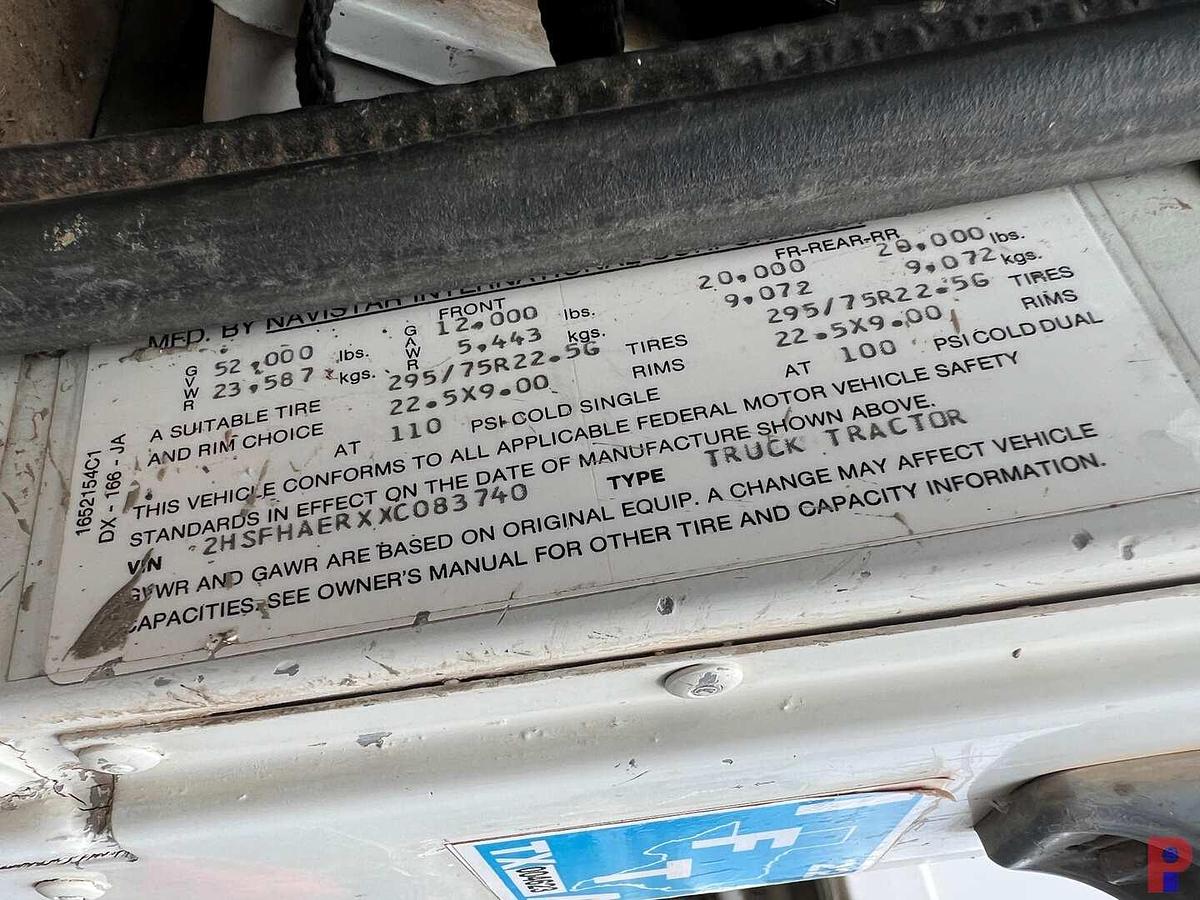 MFD. BY NAVISTAR INTERNATIONAL
FRONT FR-REAR-RR
GVWR 52,000 lbs. GAWR 12,000 lbs. 20,000 20,000 lbs.
23,587 kgs. 5,443 kgs. 9,072 9,072 kgs.
A SUITABLE TIRE 295/75R22.5G TIRES 295/75R22.5G TIRES
AND RIM CHOICE 22.5X9.00 RIMS 22.5X9.00 RIMS
AT 110 PSI COLD SINGLE AT 100 PSI COLD DUAL
THIS VEHICLE CONFORMS TO ALL APPLICABLE FEDERAL MOTOR VEHICLE SAFETY
STANDARDS IN EFFECT ON THE DATE OF MANUFACTURE SHOWN ABOVE.
VIN 2HSFHAERXXC083740 TYPE TRUCK TRACTOR
GVWR AND GAWR ARE BASED ON ORIGINAL EQUIP. A CHANGE MAY AFFECT VEHICLE
CAPACITIES. SEE OWNER'S MANUAL FOR OTHER TIRE AND CAPACITY INFORMATION.
1652154C1
DX - 166 - JA
TX
004623